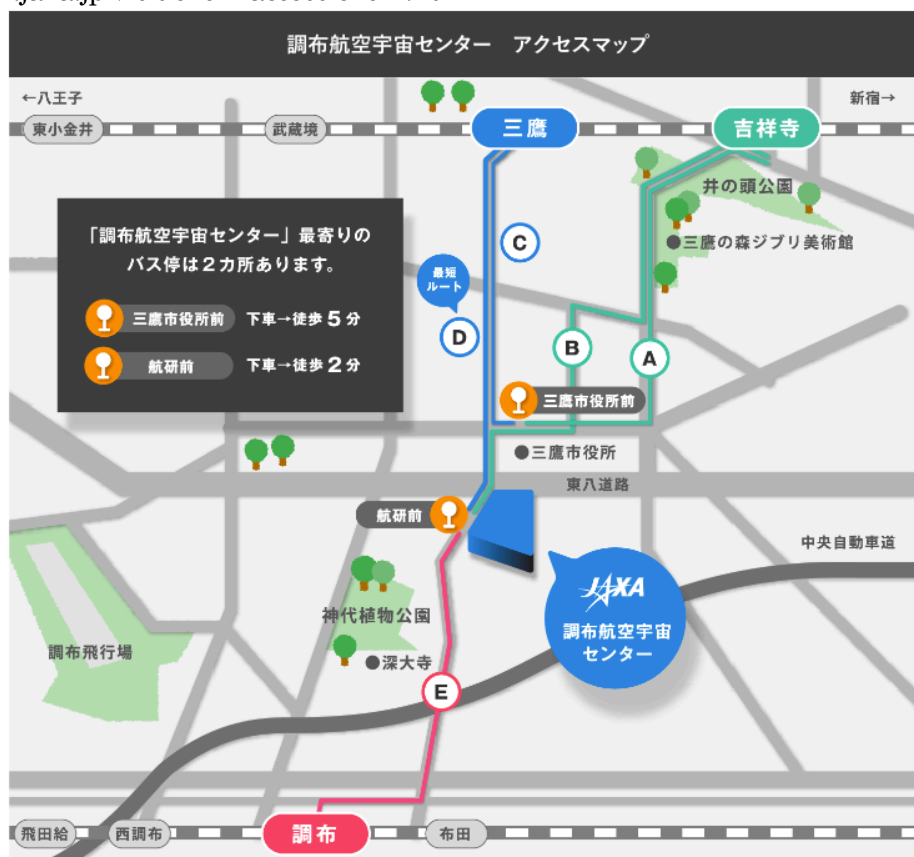 調布航空宇宙センター アクセスマップ
←八王子
新宿→
東小金井
武蔵境
三鷹
吉祥寺
井の頭公園
「調布航空宇宙センター」最寄りの
バス停は2カ所あります。
三鷹市役所前 下車→徒歩5分
航研前 下車→徒歩2分
C
●三鷹の森ジブリ美術館
最短
ルート
D
B
A
三鷹市役所前
●三鷹市役所
東八道路
航研前
中央自動車道
JAXA
調布航空宇宙
センター
神代植物公園
調布飛行場
●深大寺
E
飛田給
西調布
調布
布田